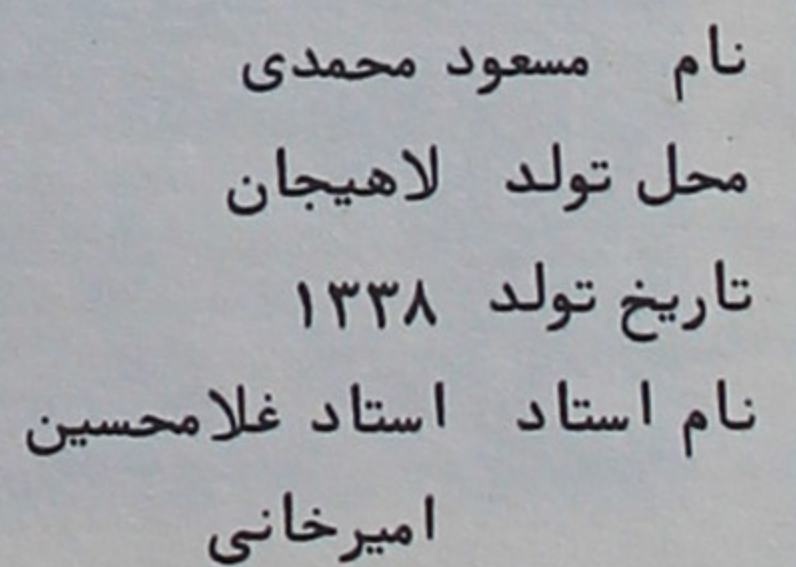 نام مسعود محمدی
محل تولد لاهیجان
تاریخ تولد ۱۳۳۸
نام استاد استاد غلامحسین
امیرخانی